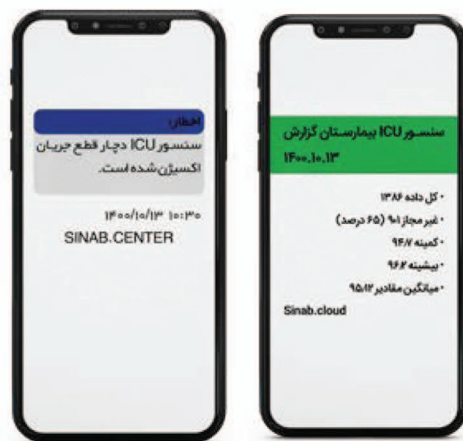 اخطار:
سنسور ICU دچار قطع جریان
اکسیژن شده است.
۱۴۰۰/۱۰/۱۳ ۱۰:۳۰
SINAB.CENTER
سنسور ICU بیمارستان گزارش
۱۴۰۰.۱۰.۱۳
• کل داده ۱۳۸۶
• غیر مجاز ۹۰۱ (۶۵ درصد)
• کمینه ۹۴.۷
• بیشینه ۹۶.۲
• میانگین مقادیر ۹۵.۱۲
Sinab.cloud